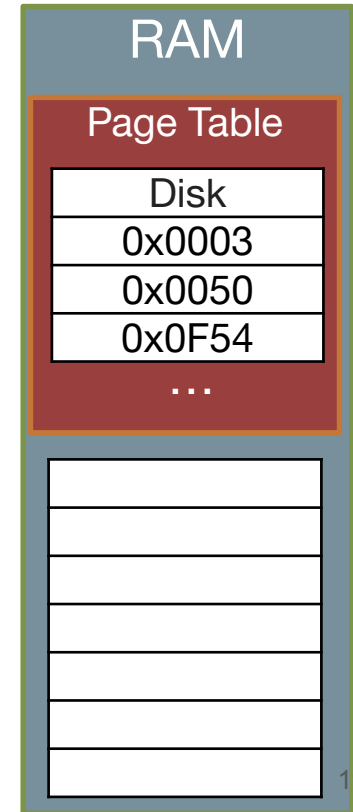 RAM
Page Table
Disk
0x0003
0x0050
0x0F54
...
1